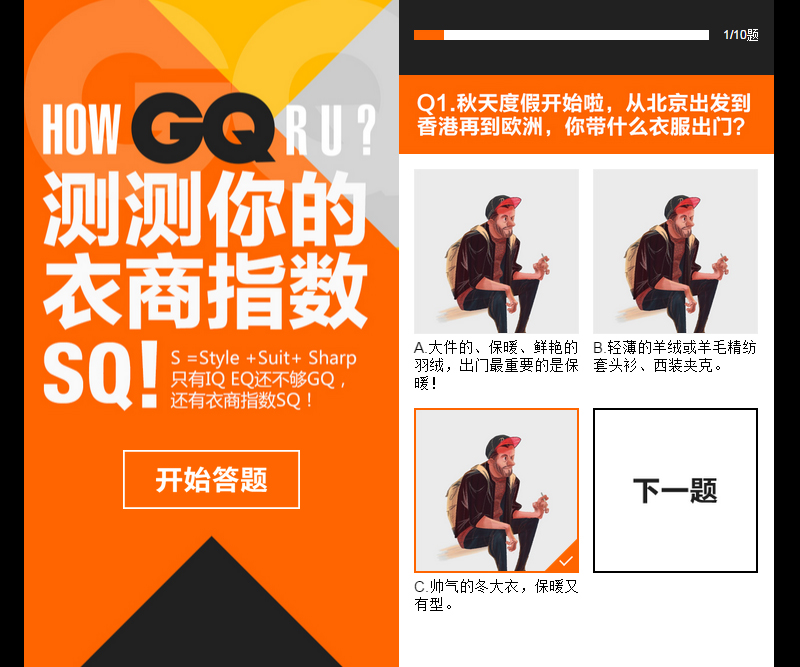 HOW GQ R U ?
测测你的
衣商指数
SQ!
S =Style +Suit+ Sharp
只有IQ EQ还不够GQ，
还有衣商指数SQ！
开始答题
1/10题
Q1.秋天度假开始啦，从北京出发到
香港再到欧洲，你带什么衣服出门?
A.大件的、保暖、鲜艳的
羽绒，出门最重要的是保
暖!
B.轻薄的羊绒或羊毛精纺
套头衫、西装夹克。
C.帅气的冬大衣，保暖又
有型。
下一题